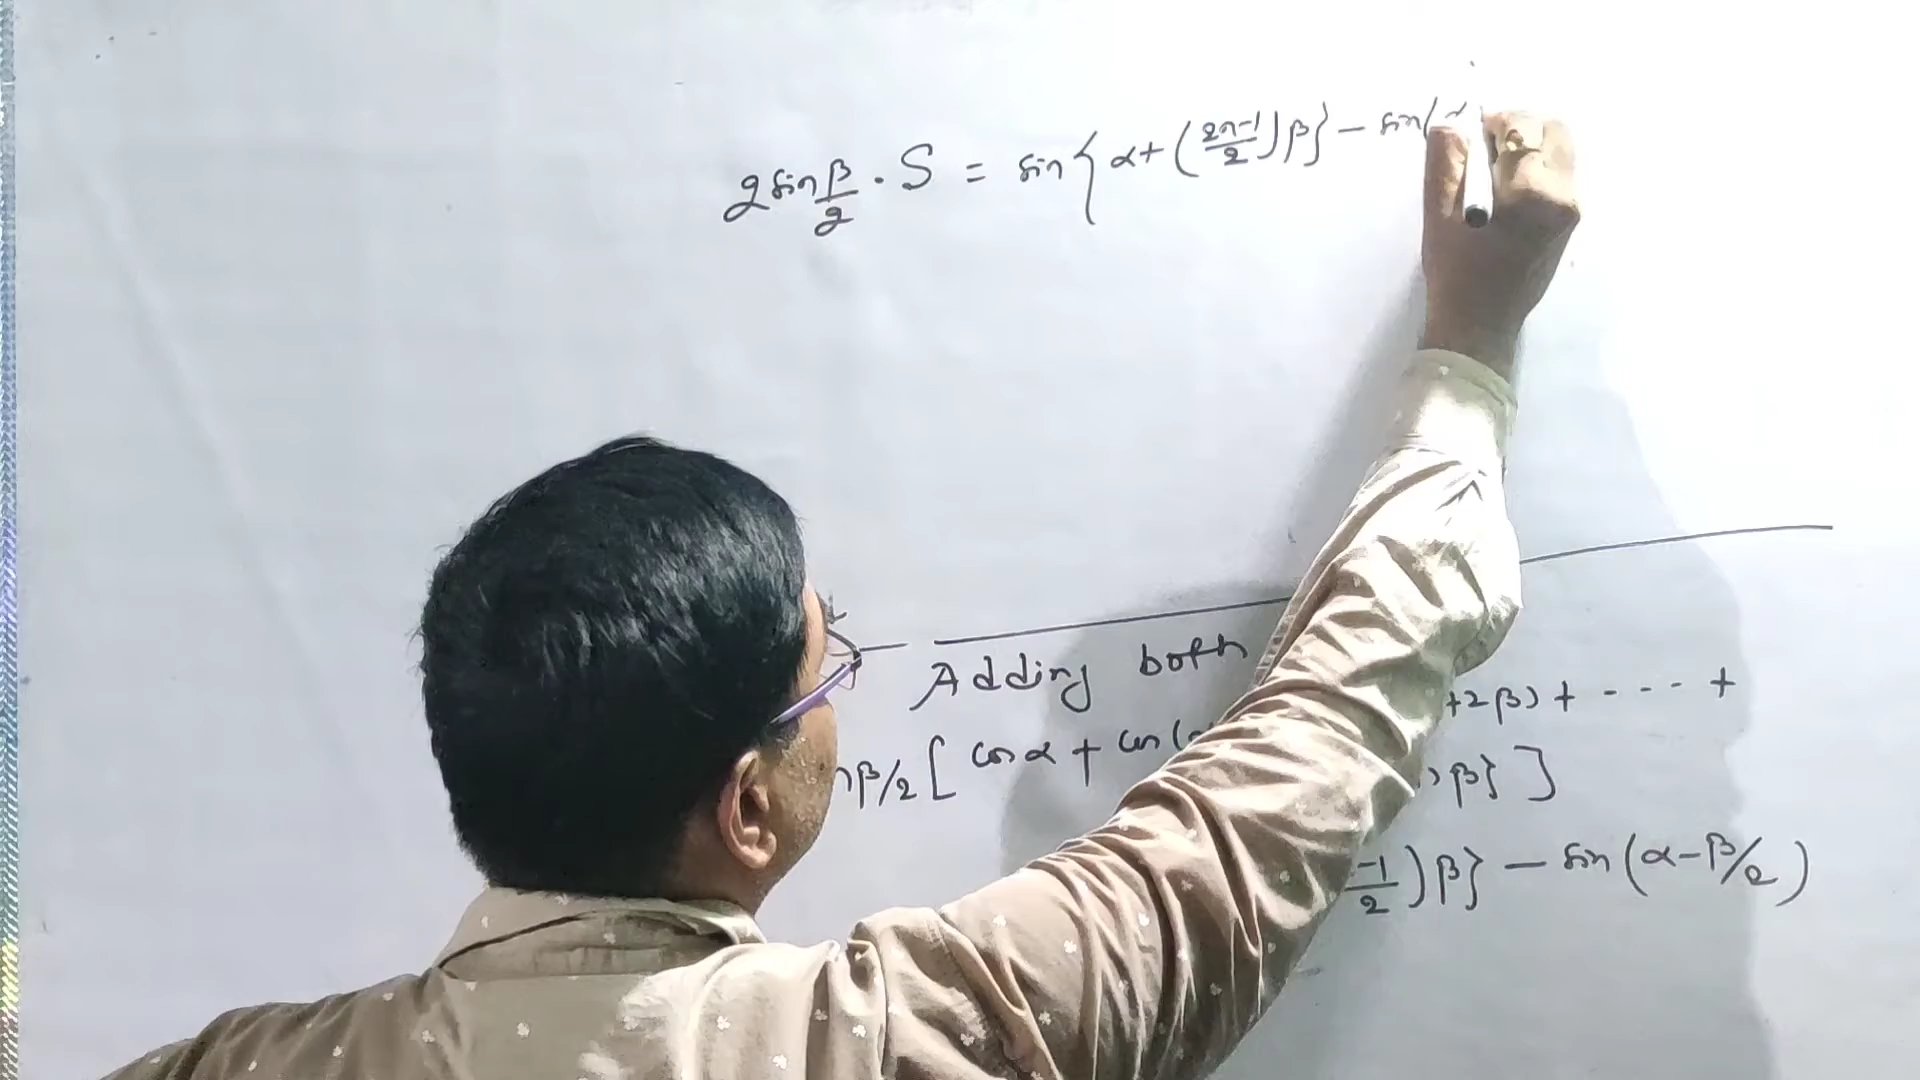 2 sin β/2 · S = sin { α + ( (2n-1)/2 ) β } - sin (
Adding both
β/2 [ cos α + cos ( +2β) + - - - - +
β} ]
-1/2 ) β} - sin ( α - β/2 )